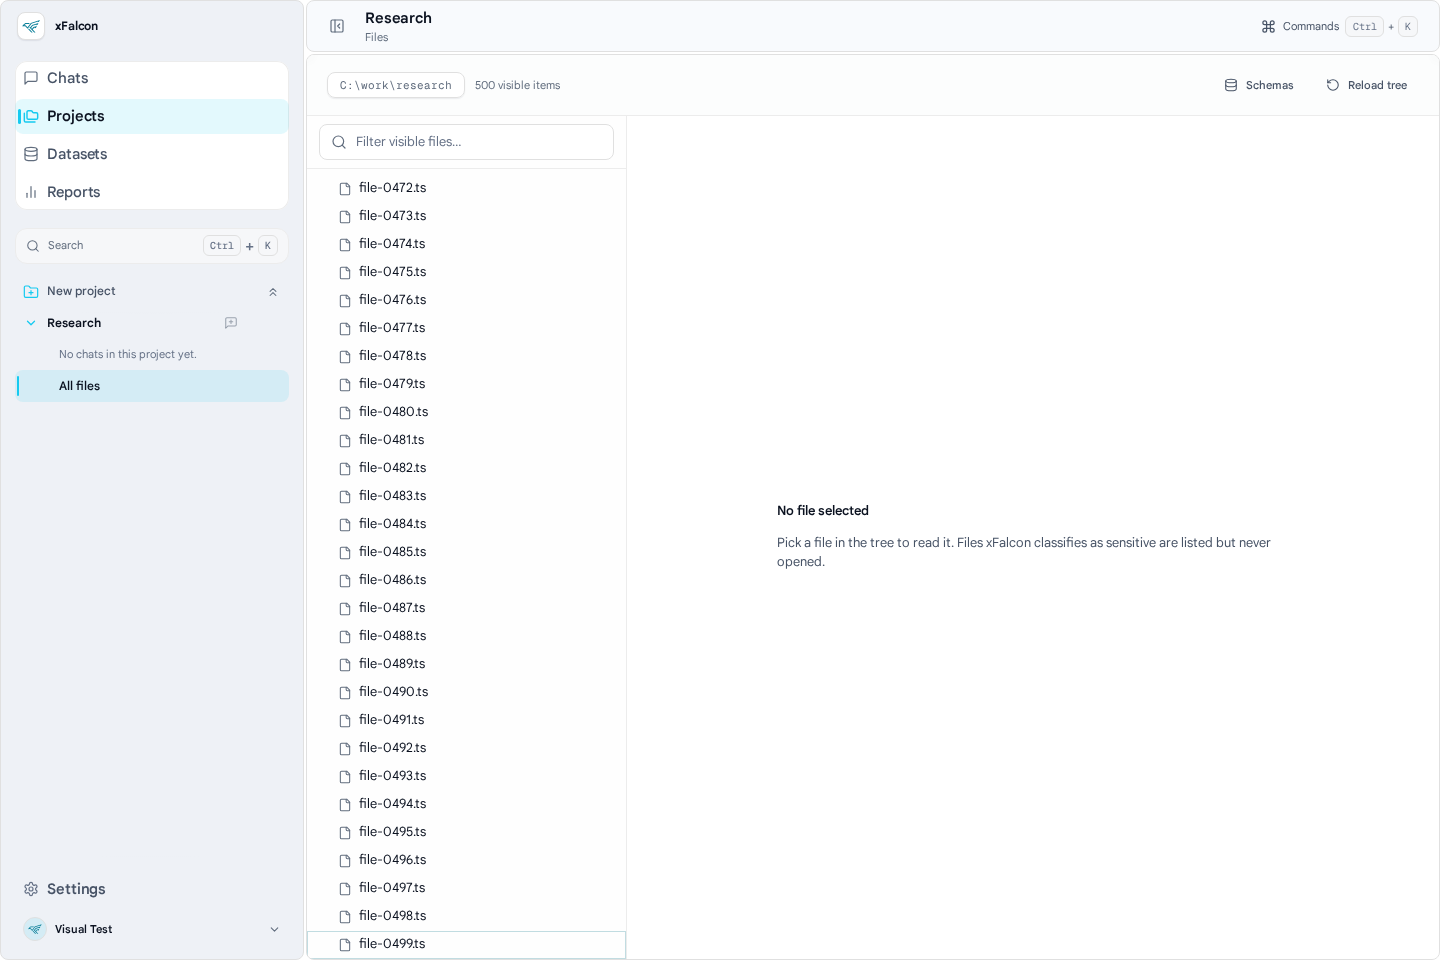 xFalcon
Chats
Projects
Datasets
Reports
Search Ctrl + K
New project
Research
No chats in this project yet.
All files
Settings
Visual Test
Research
Files
Commands Ctrl + K
C:\work\research 500 visible items
Schemas
Reload tree
Filter visible files...
file-0472.ts
file-0473.ts
file-0474.ts
file-0475.ts
file-0476.ts
file-0477.ts
file-0478.ts
file-0479.ts
file-0480.ts
file-0481.ts
file-0482.ts
file-0483.ts
file-0484.ts
file-0485.ts
file-0486.ts
file-0487.ts
file-0488.ts
file-0489.ts
file-0490.ts
file-0491.ts
file-0492.ts
file-0493.ts
file-0494.ts
file-0495.ts
file-0496.ts
file-0497.ts
file-0498.ts
file-0499.ts
No file selected
Pick a file in the tree to read it. Files xFalcon classifies as sensitive are listed but never
opened.